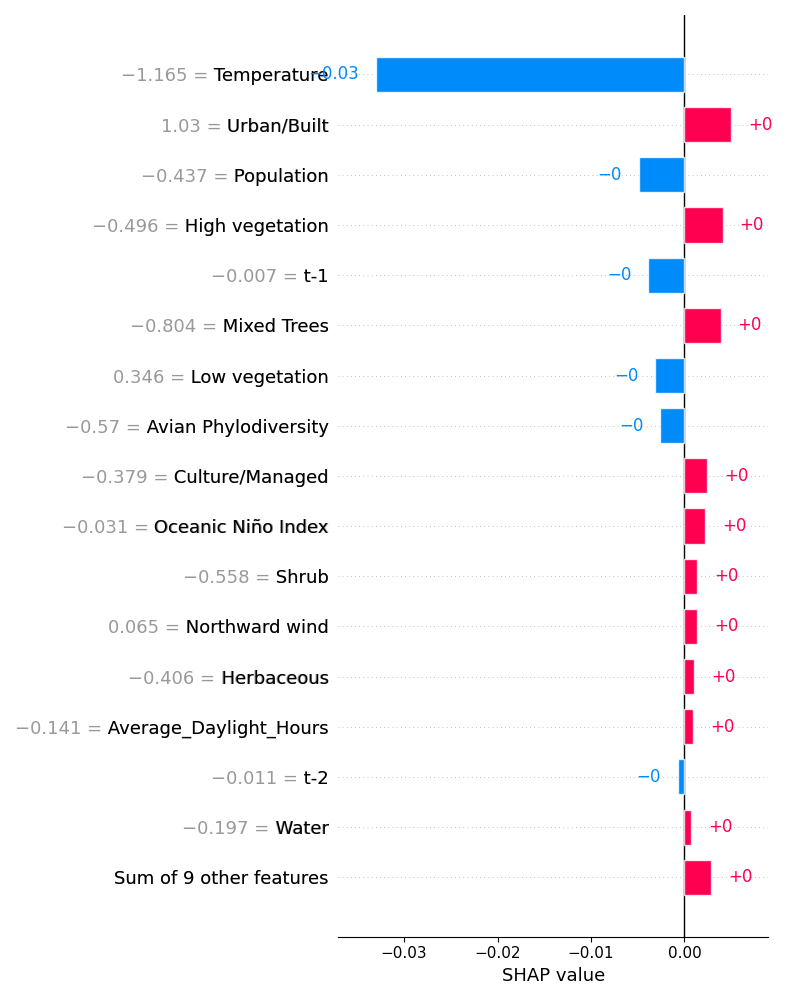 −1.165 = Temperature −0.03
1.03 = Urban/Built +0
−0.437 = Population −0
−0.496 = High vegetation +0
−0.007 = t-1 −0
−0.804 = Mixed Trees +0
0.346 = Low vegetation −0
−0.57 = Avian Phylodiversity −0
−0.379 = Culture/Managed +0
−0.031 = Oceanic Niño Index +0
−0.558 = Shrub +0
0.065 = Northward wind +0
−0.406 = Herbaceous +0
−0.141 = Average_Daylight_Hours +0
−0.011 = t-2 −0
−0.197 = Water +0
Sum of 9 other features +0
−0.03 −0.02 −0.01 0.00
SHAP value